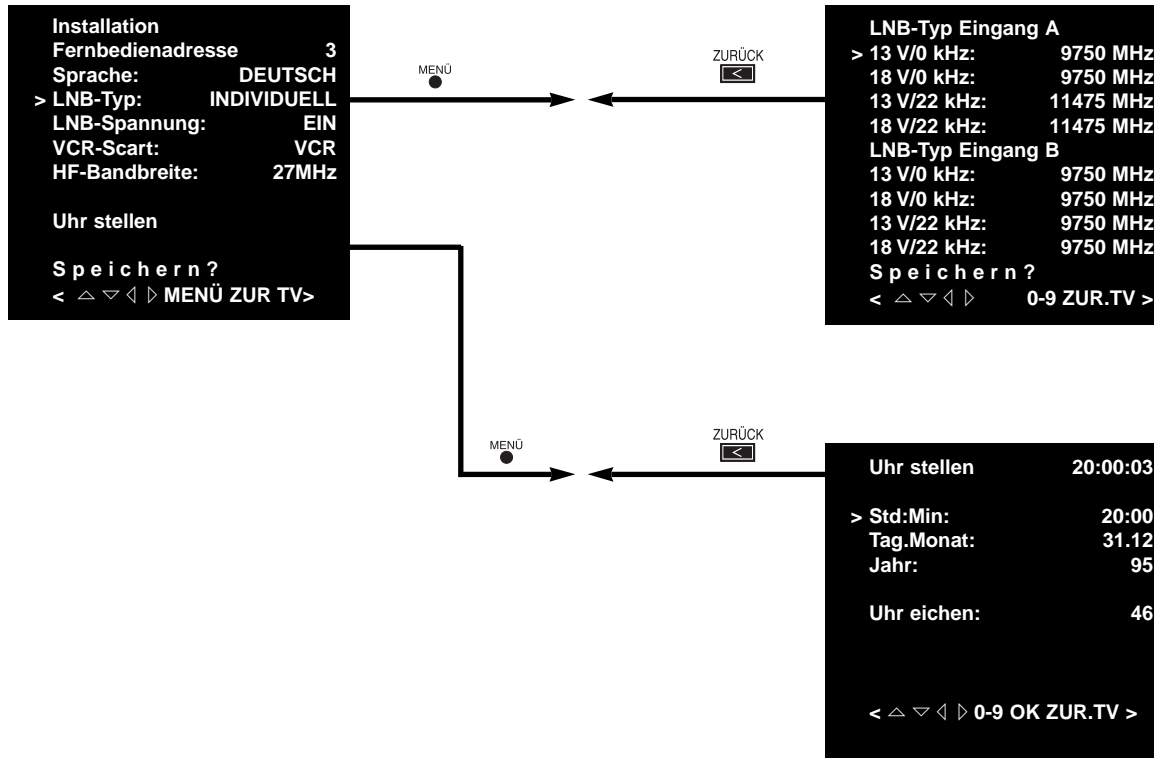 Installation
Fernbedienadresse 3
Sprache: DEUTSCH
> LNB-Typ: INDIVIDUELL
LNB-Spannung: EIN
VCR-Scart: VCR
HF-Bandbreite: 27MHz
Uhr stellen
S p e i c h e r n ?
< △ ▽ ◁ ▷ MENÜ ZUR TV>
MENÜ
ZURÜCK
<
LNB-Typ Eingang A
> 13 V/0 kHz: 9750 MHz
18 V/0 kHz: 9750 MHz
13 V/22 kHz: 11475 MHz
18 V/22 kHz: 11475 MHz
LNB-Typ Eingang B
13 V/0 kHz: 9750 MHz
18 V/0 kHz: 9750 MHz
13 V/22 kHz: 9750 MHz
18 V/22 kHz: 9750 MHz
S p e i c h e r n ?
< △ ▽ ◁ ▷ 0-9 ZUR.TV >
MENÜ
ZURÜCK
<
Uhr stellen 20:00:03
> Std:Min: 20:00
Tag.Monat: 31.12
Jahr: 95
Uhr eichen: 46
< △ ▽ ◁ ▷ 0-9 OK ZUR.TV >